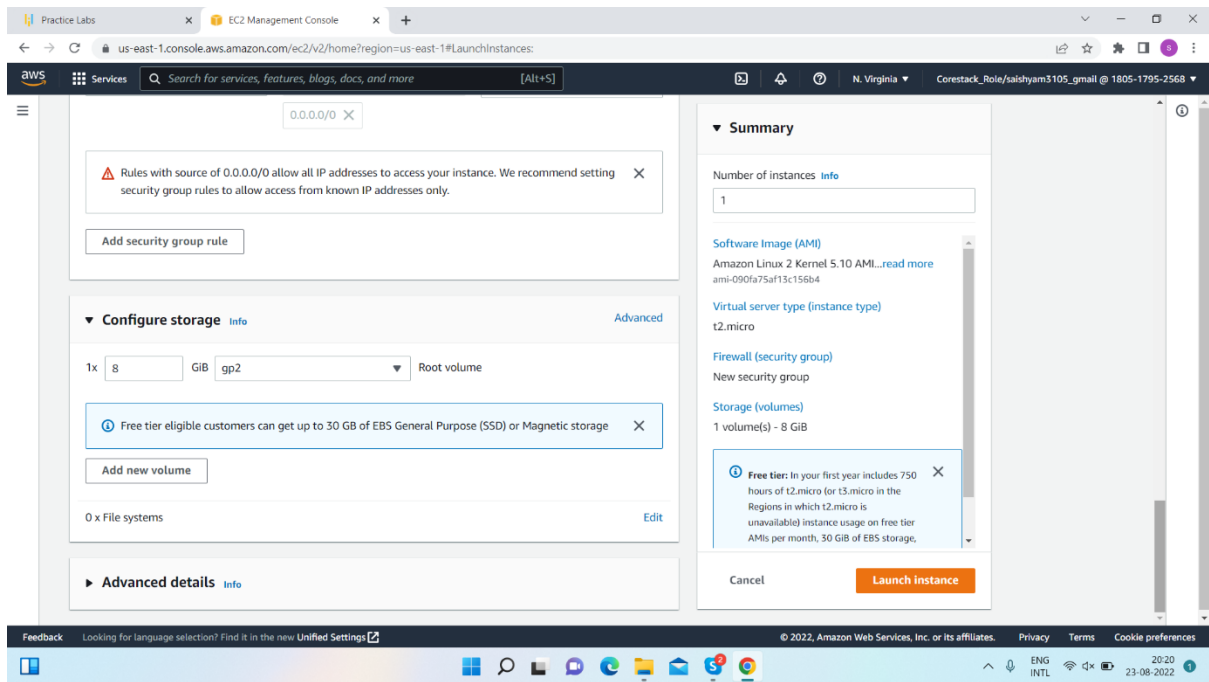 Practice Labs
EC2 Management Console
us-east-1.console.aws.amazon.com/ec2/v2/home?region=us-east-1#LaunchInstances:
S
aws
Services
Search for services, features, blogs, docs, and more
[Alt+S]
N. Virginia
Corestack_Role/saishyam3105_gmail @ 1805-1795-2568
0.0.0.0/0
Rules with source of 0.0.0.0/0 allow all IP addresses to access your instance. We recommend setting
security group rules to allow access from known IP addresses only.
Add security group rule
Configure storage Info
Advanced
1x 8 GiB gp2 Root volume
Free tier eligible customers can get up to 30 GB of EBS General Purpose (SSD) or Magnetic storage
Add new volume
0 x File systems
Edit
Advanced details Info
Summary
Number of instances Info
1
Software Image (AMI)
Amazon Linux 2 Kernel 5.10 AMI...read more
ami-090fa75af13c156b4
Virtual server type (instance type)
t2.micro
Firewall (security group)
New security group
Storage (volumes)
1 volume(s) - 8 GiB
Free tier: In your first year includes 750
hours of t2.micro (or t3.micro in the
Regions in which t2.micro is
unavailable) instance usage on free tier
AMIs per month, 30 GiB of EBS storage,
Cancel
Launch instance
Feedback
Looking for language selection? Find it in the new Unified Settings
© 2022, Amazon Web Services, Inc. or its affiliates.
Privacy
Terms
Cookie preferences
S
2
ENG
INTL
20:20
23-08-2022
1